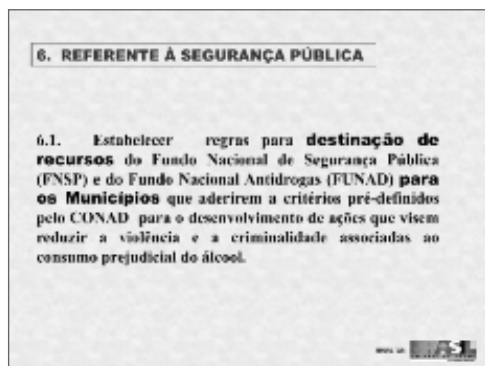 6. REFERENTE À SEGURANÇA PÚBLICA
6.1. Estabelecer regras para destinação de
recursos do Fundo Nacional de Segurança Pública
(FNSP) e do Fundo Nacional Antidrogas (FUNAD) para
os Municípios que aderirem a critérios pré-definidos
pelo CONAD para o desenvolvimento de ações que visem
reduzir a violência e a criminalidade associadas ao
consumo prejudicial do álcool.